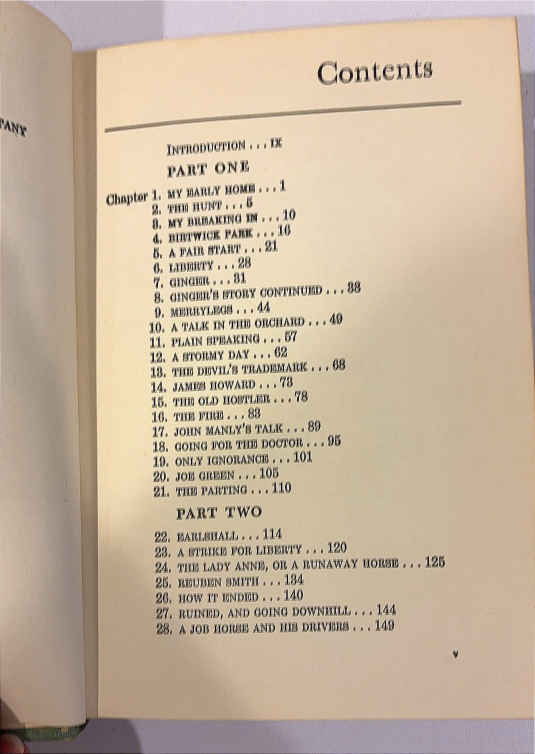 PANY
Contents
INTRODUCTION . . . IX
PART ONE
Chapter 1. MY EARLY HOME . . . 1
2. THE HUNT . . . 5
3. MY BREAKING IN . . . 10
4. BIRTWICK PARK . . . 16
5. A FAIR START . . . 21
6. LIBERTY . . . 28
7. GINGER . . . 31
8. GINGER'S STORY CONTINUED . . . 38
9. MERRYLEGS . . . 44
10. A TALK IN THE ORCHARD . . . 49
11. PLAIN SPEAKING . . . 57
12. A STORMY DAY . . . 62
13. THE DEVIL'S TRADEMARK . . . 68
14. JAMES HOWARD . . . 73
15. THE OLD HOSTLER . . . 78
16. THE FIRE . . . 83
17. JOHN MANLY'S TALK . . . 89
18. GOING FOR THE DOCTOR . . . 95
19. ONLY IGNORANCE . . . 101
20. JOE GREEN . . . 105
21. THE PARTING . . . 110
PART TWO
22. EARLSHALL . . . 114
23. A STRIKE FOR LIBERTY . . . 120
24. THE LADY ANNE, OR A RUNAWAY HORSE . . . 125
25. REUBEN SMITH . . . 134
26. HOW IT ENDED . . . 140
27. RUINED, AND GOING DOWNHILL . . . 144
28. A JOB HORSE AND HIS DRIVERS . . . 149
v